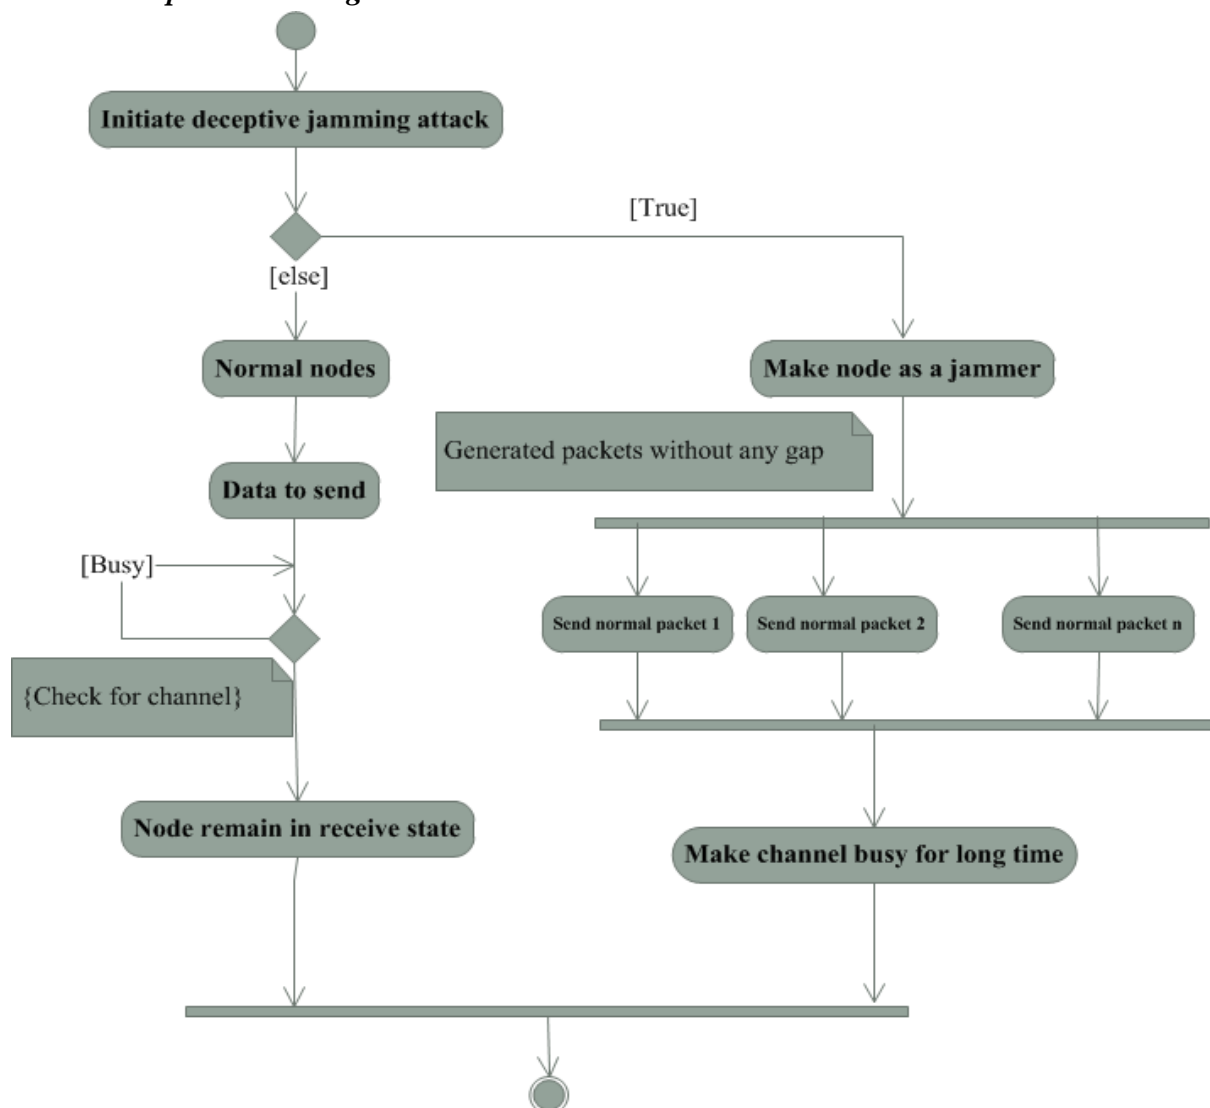 Initiate deceptive jamming attack
[True]
[else]
Normal nodes
Make node as a jammer
Generated packets without any gap
Data to send
[Busy]
Send normal packet 1
Send normal packet 2
Send normal packet n
{Check for channel}
Node remain in receive state
Make channel busy for long time